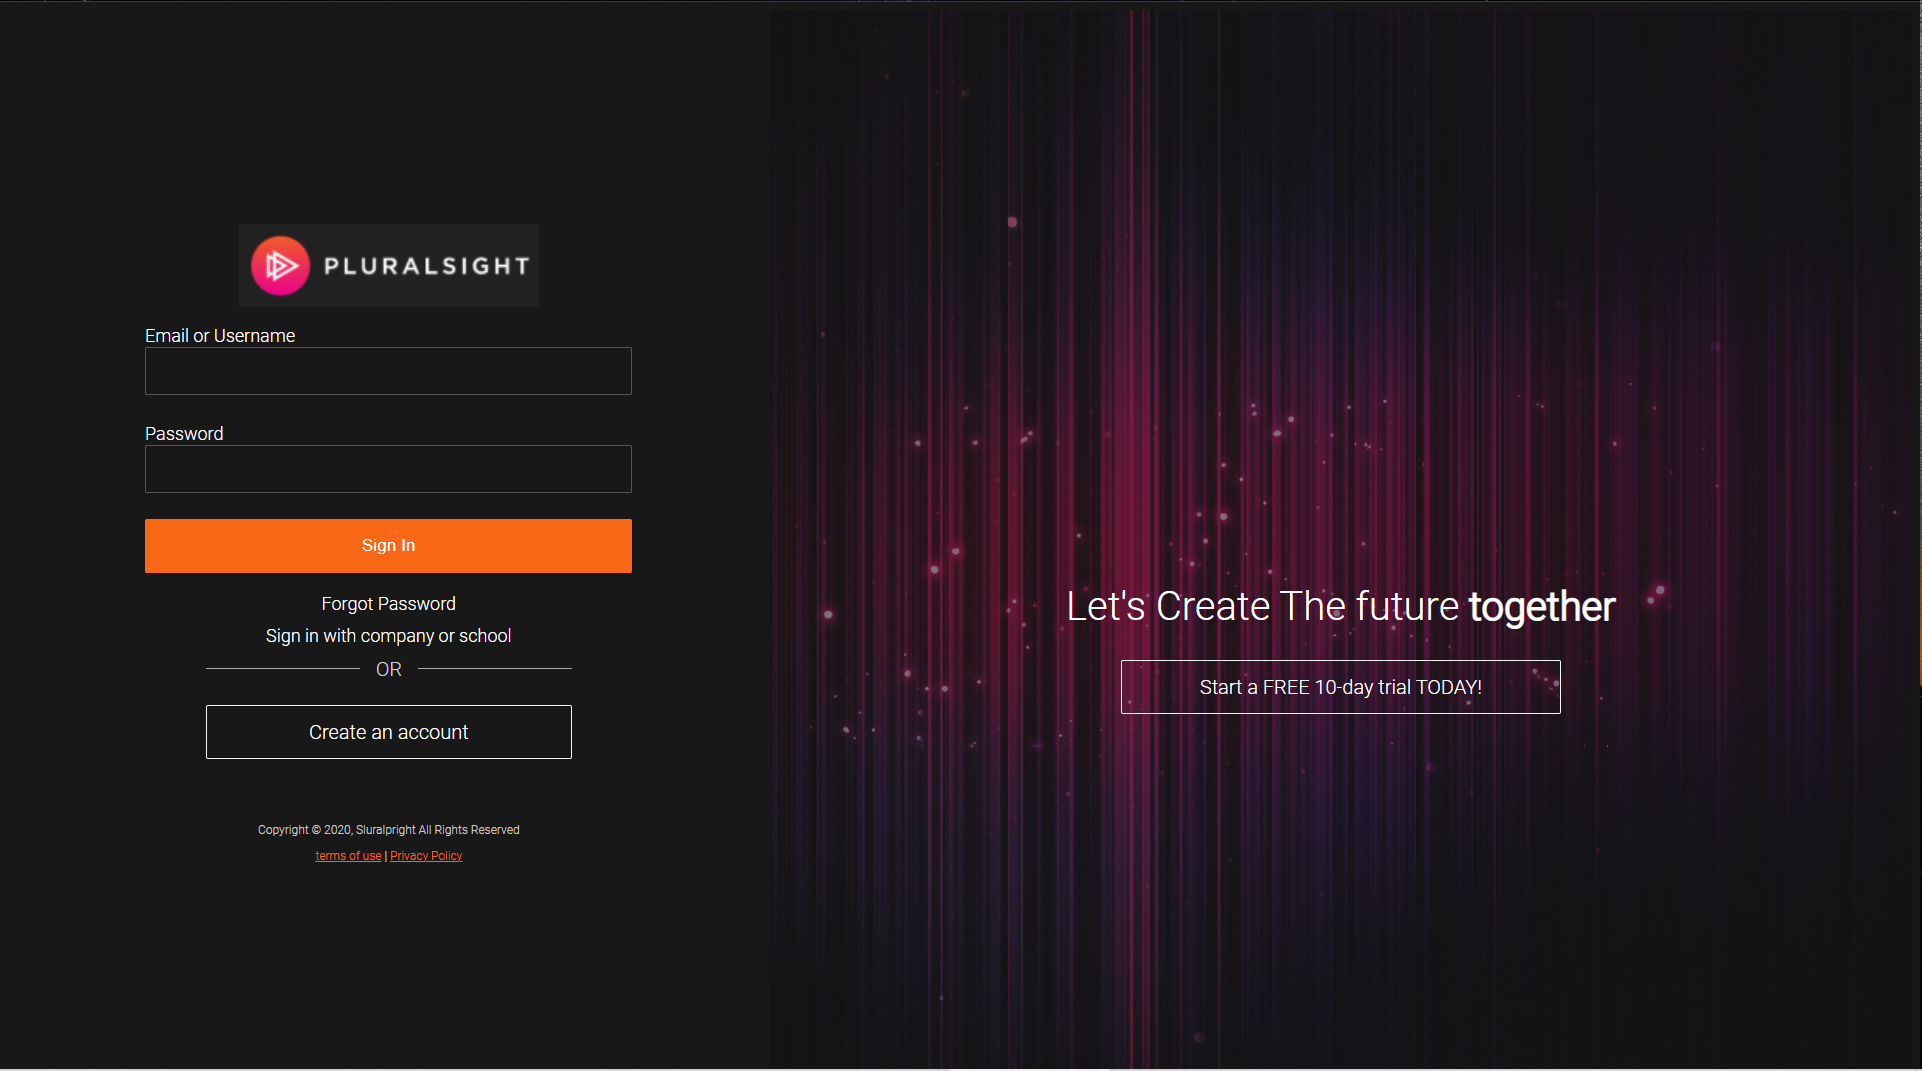 PLURALSIGHT
Email or Username
Password
Sign In
Forgot Password
Sign in with company or school
OR
Create an account
Copyright © 2020, Sluralpright All Rights Reserved
terms of use | Privacy Policy
Let's Create The future together
Start a FREE 10-day trial TODAY!